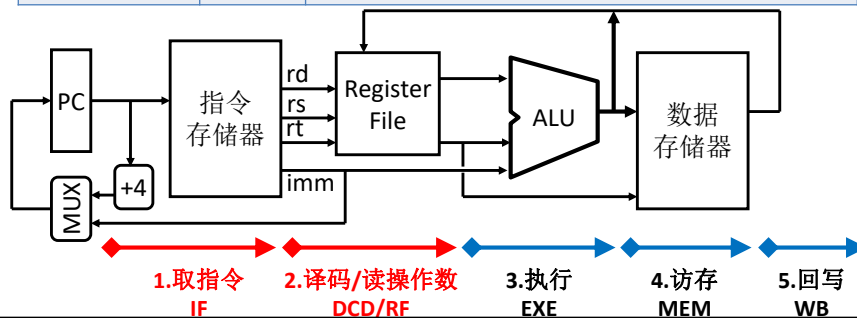 PC
+4
MUX
指令
存储器
rd
rs
rt
imm
Register
File
ALU
数据
存储器
1.取指令
IF
2.译码/读操作数
DCD/RF
3.执行
EXE
4.访存
MEM
5.回写
WB